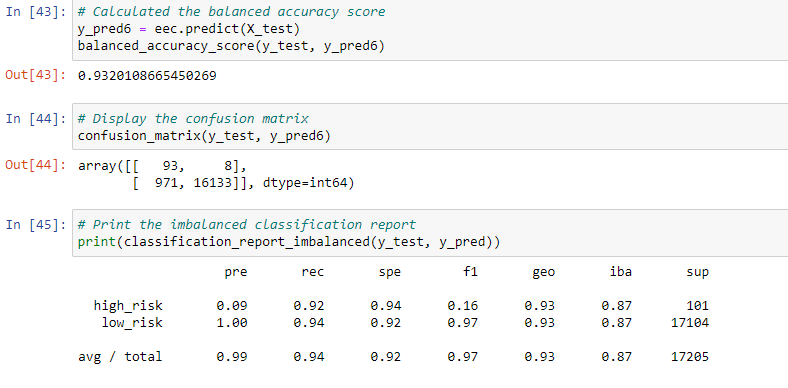 In [43]: # Calculated the balanced accuracy score
y_pred6 = eec.predict(X_test)
balanced_accuracy_score(y_test, y_pred6)
Out[43]: 0.9320108665450269
In [44]: # Display the confusion matrix
confusion_matrix(y_test, y_pred6)
Out[44]: array([[   93,     8],
       [  971, 16133]], dtype=int64)
In [45]: # Print the imbalanced classification report
print(classification_report_imbalanced(y_test, y_pred))
pre rec spe f1 geo iba sup
high_risk 0.09 0.92 0.94 0.16 0.93 0.87 101
low_risk 1.00 0.94 0.92 0.97 0.93 0.87 17104
avg / total 0.99 0.94 0.92 0.97 0.93 0.87 17205